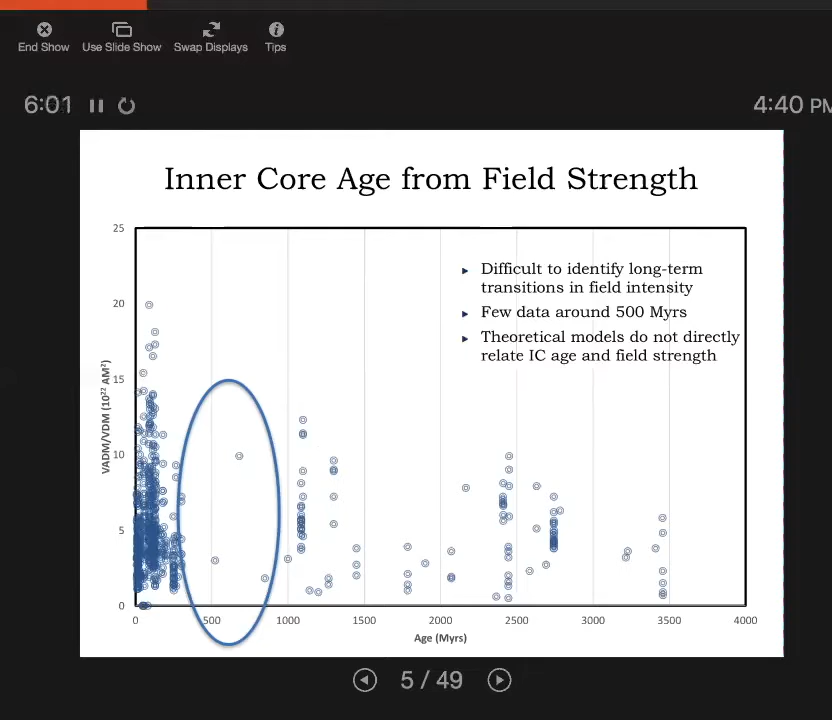 End Show Use Slide Show Swap Displays Tips
6:01 4:40 PM
Inner Core Age from Field Strength
25
20
15
10
5
0
VADM/VDM (10²² AM²)
▸ Difficult to identify long-term
transitions in field intensity
▸ Few data around 500 Myrs
▸ Theoretical models do not directly
relate IC age and field strength
0 500 1000 1500 2000 2500 3000 3500 4000
Age (Myrs)
5 / 49